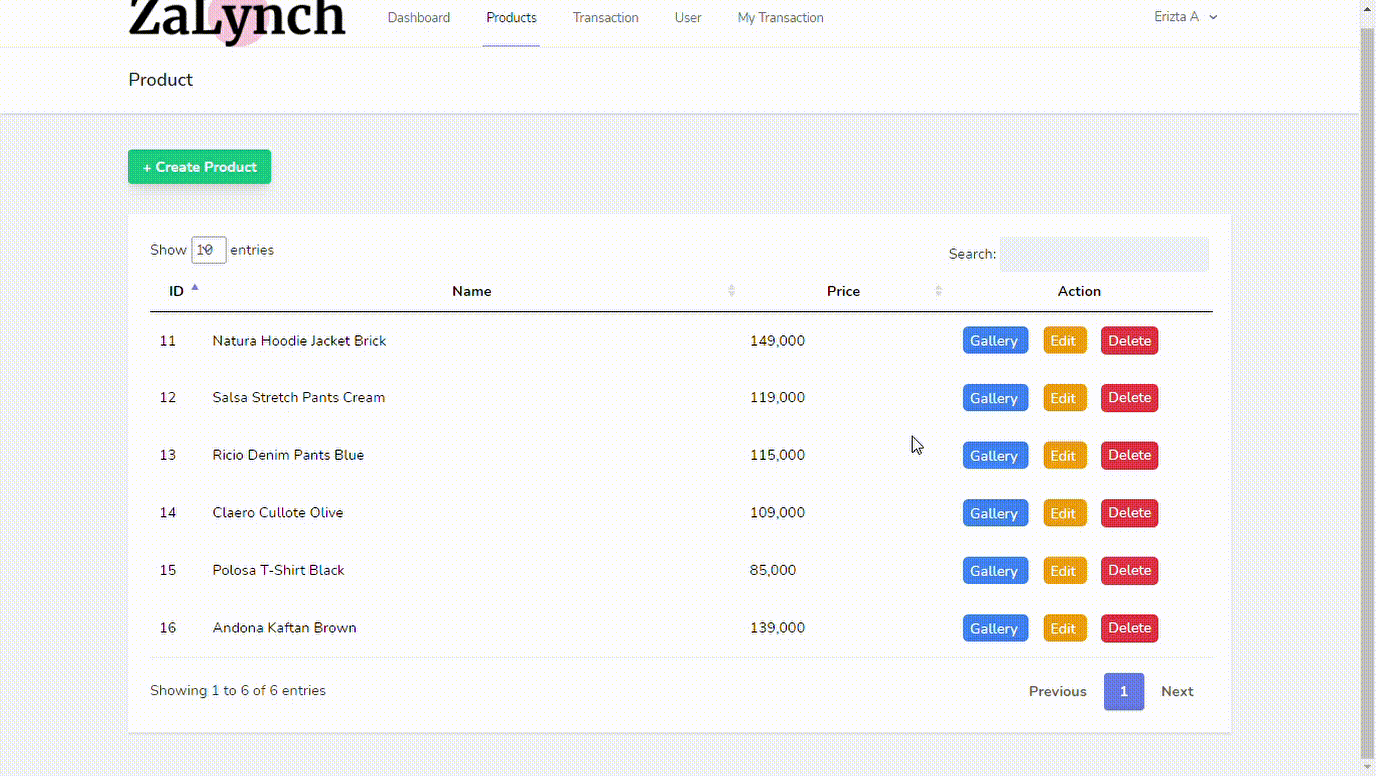 ZaLynch Dashboard Products Transaction User My Transaction Erizta A
Product
+ Create Product
Show 10 entries Search:
ID Name Price Action
11 Natura Hoodie Jacket Brick 149,000 Gallery Edit Delete
12 Salsa Stretch Pants Cream 119,000 Gallery Edit Delete
13 Ricio Denim Pants Blue 115,000 Gallery Edit Delete
14 Claero Cullote Olive 109,000 Gallery Edit Delete
15 Polosa T-Shirt Black 85,000 Gallery Edit Delete
16 Andona Kaftan Brown 139,000 Gallery Edit Delete
Showing 1 to 6 of 6 entries Previous 1 Next